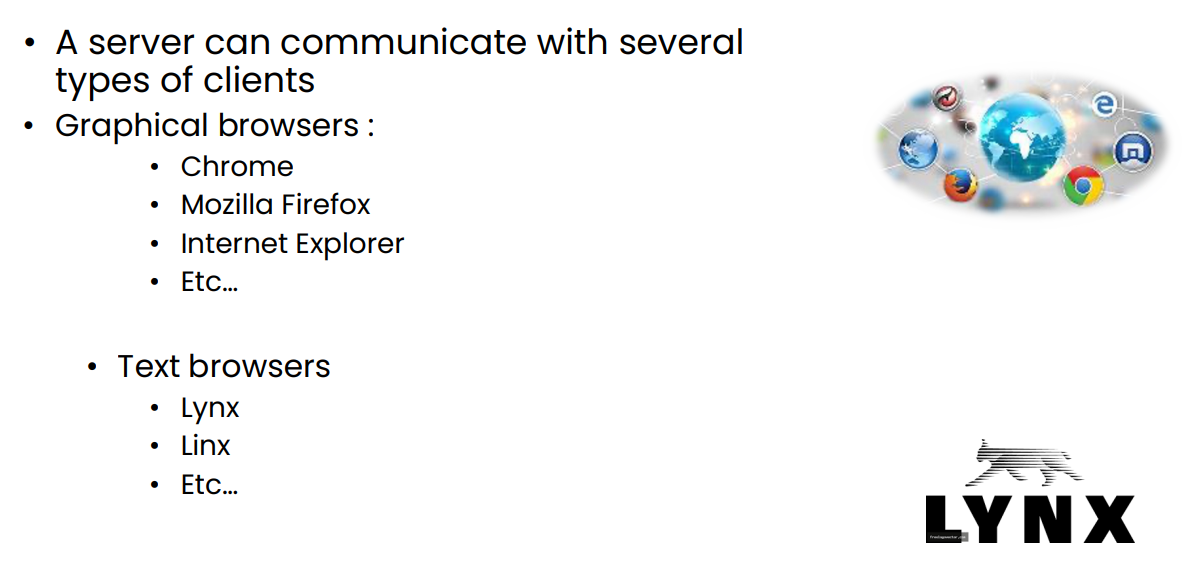 • A server can communicate with several
types of clients
• Graphical browsers :
• Chrome
• Mozilla Firefox
• Internet Explorer
• Etc...
• Text browsers
• Lynx
• Linx
• Etc...
LYNX